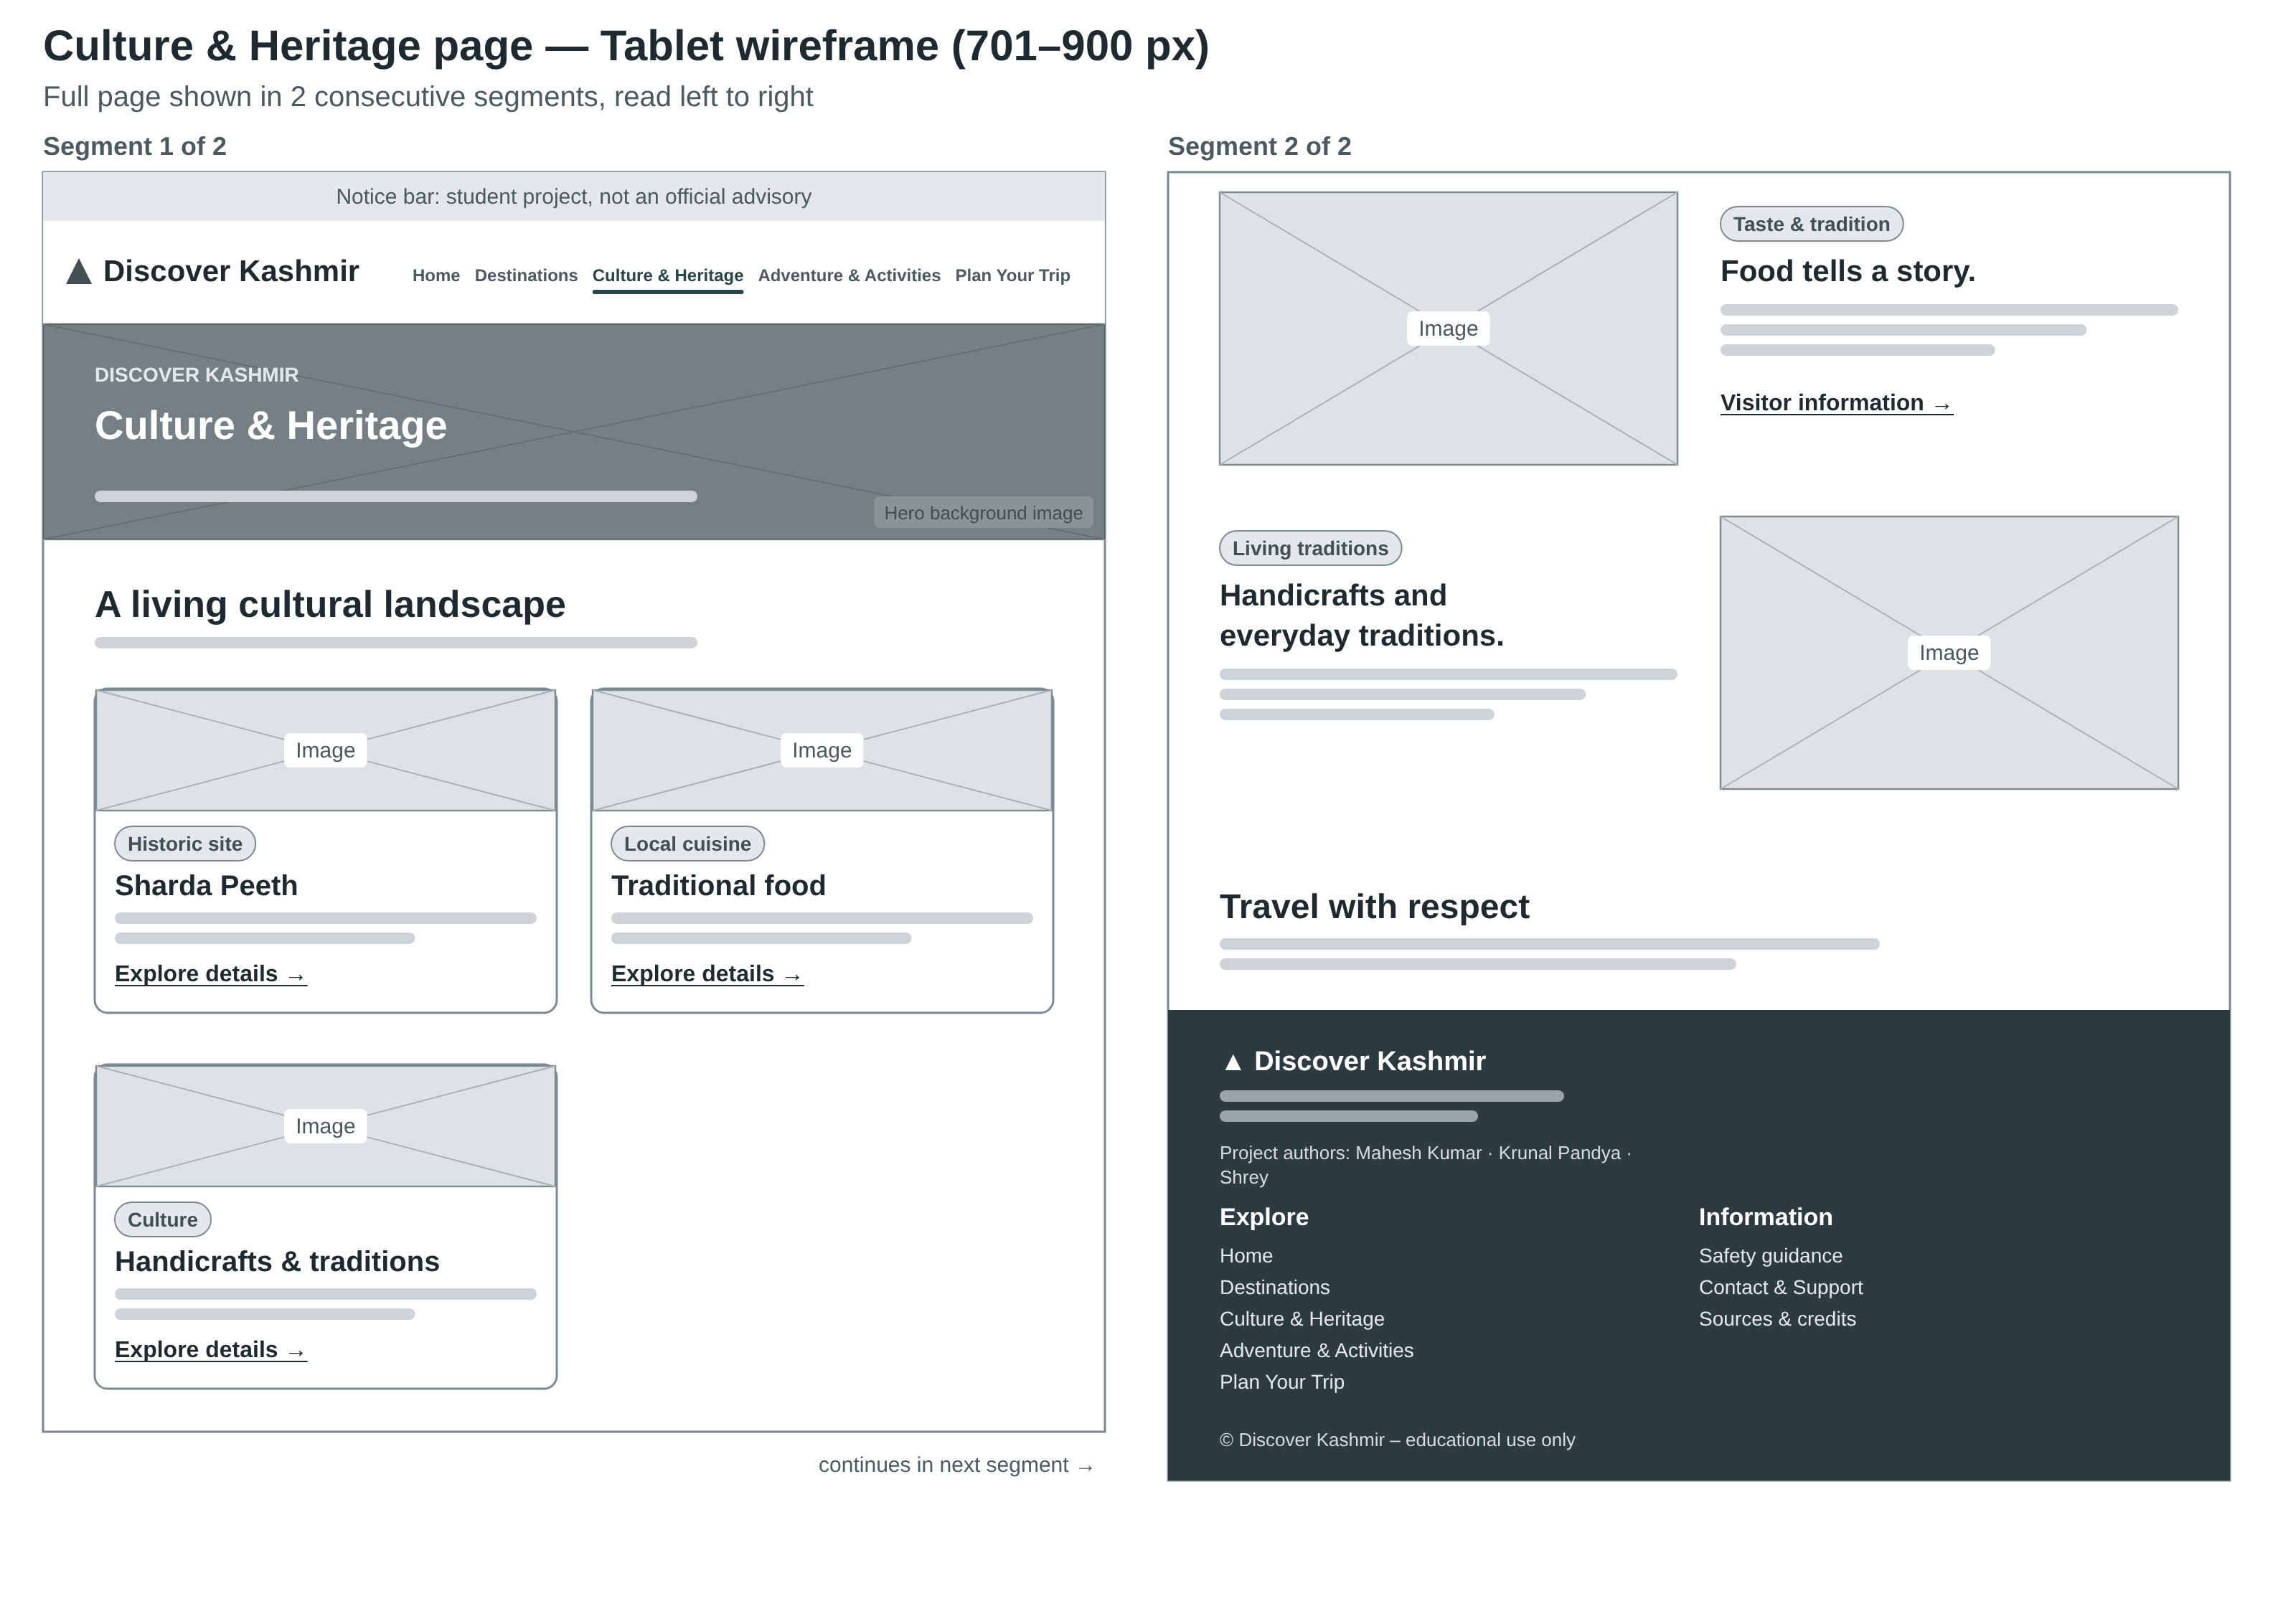 Culture & Heritage page — Tablet wireframe (701–900 px)
Full page shown in 2 consecutive segments, read left to right
Segment 1 of 2
Notice bar: student project, not an official advisory
▲ Discover Kashmir
Home Destinations Culture & Heritage Adventure & Activities Plan Your Trip
DISCOVER KASHMIR
Culture & Heritage
Hero background image
A living cultural landscape
Image
Historic site
Sharda Peeth
Explore details →
Image
Local cuisine
Traditional food
Explore details →
Image
Culture
Handicrafts & traditions
Explore details →
continues in next segment →
Segment 2 of 2
Image
Taste & tradition
Food tells a story.
Visitor information →
Living traditions
Handicrafts and
everyday traditions.
Image
Travel with respect
▲ Discover Kashmir
Project authors: Mahesh Kumar · Krunal Pandya ·
Shrey
Explore
Home
Destinations
Culture & Heritage
Adventure & Activities
Plan Your Trip
Information
Safety guidance
Contact & Support
Sources & credits
© Discover Kashmir – educational use only